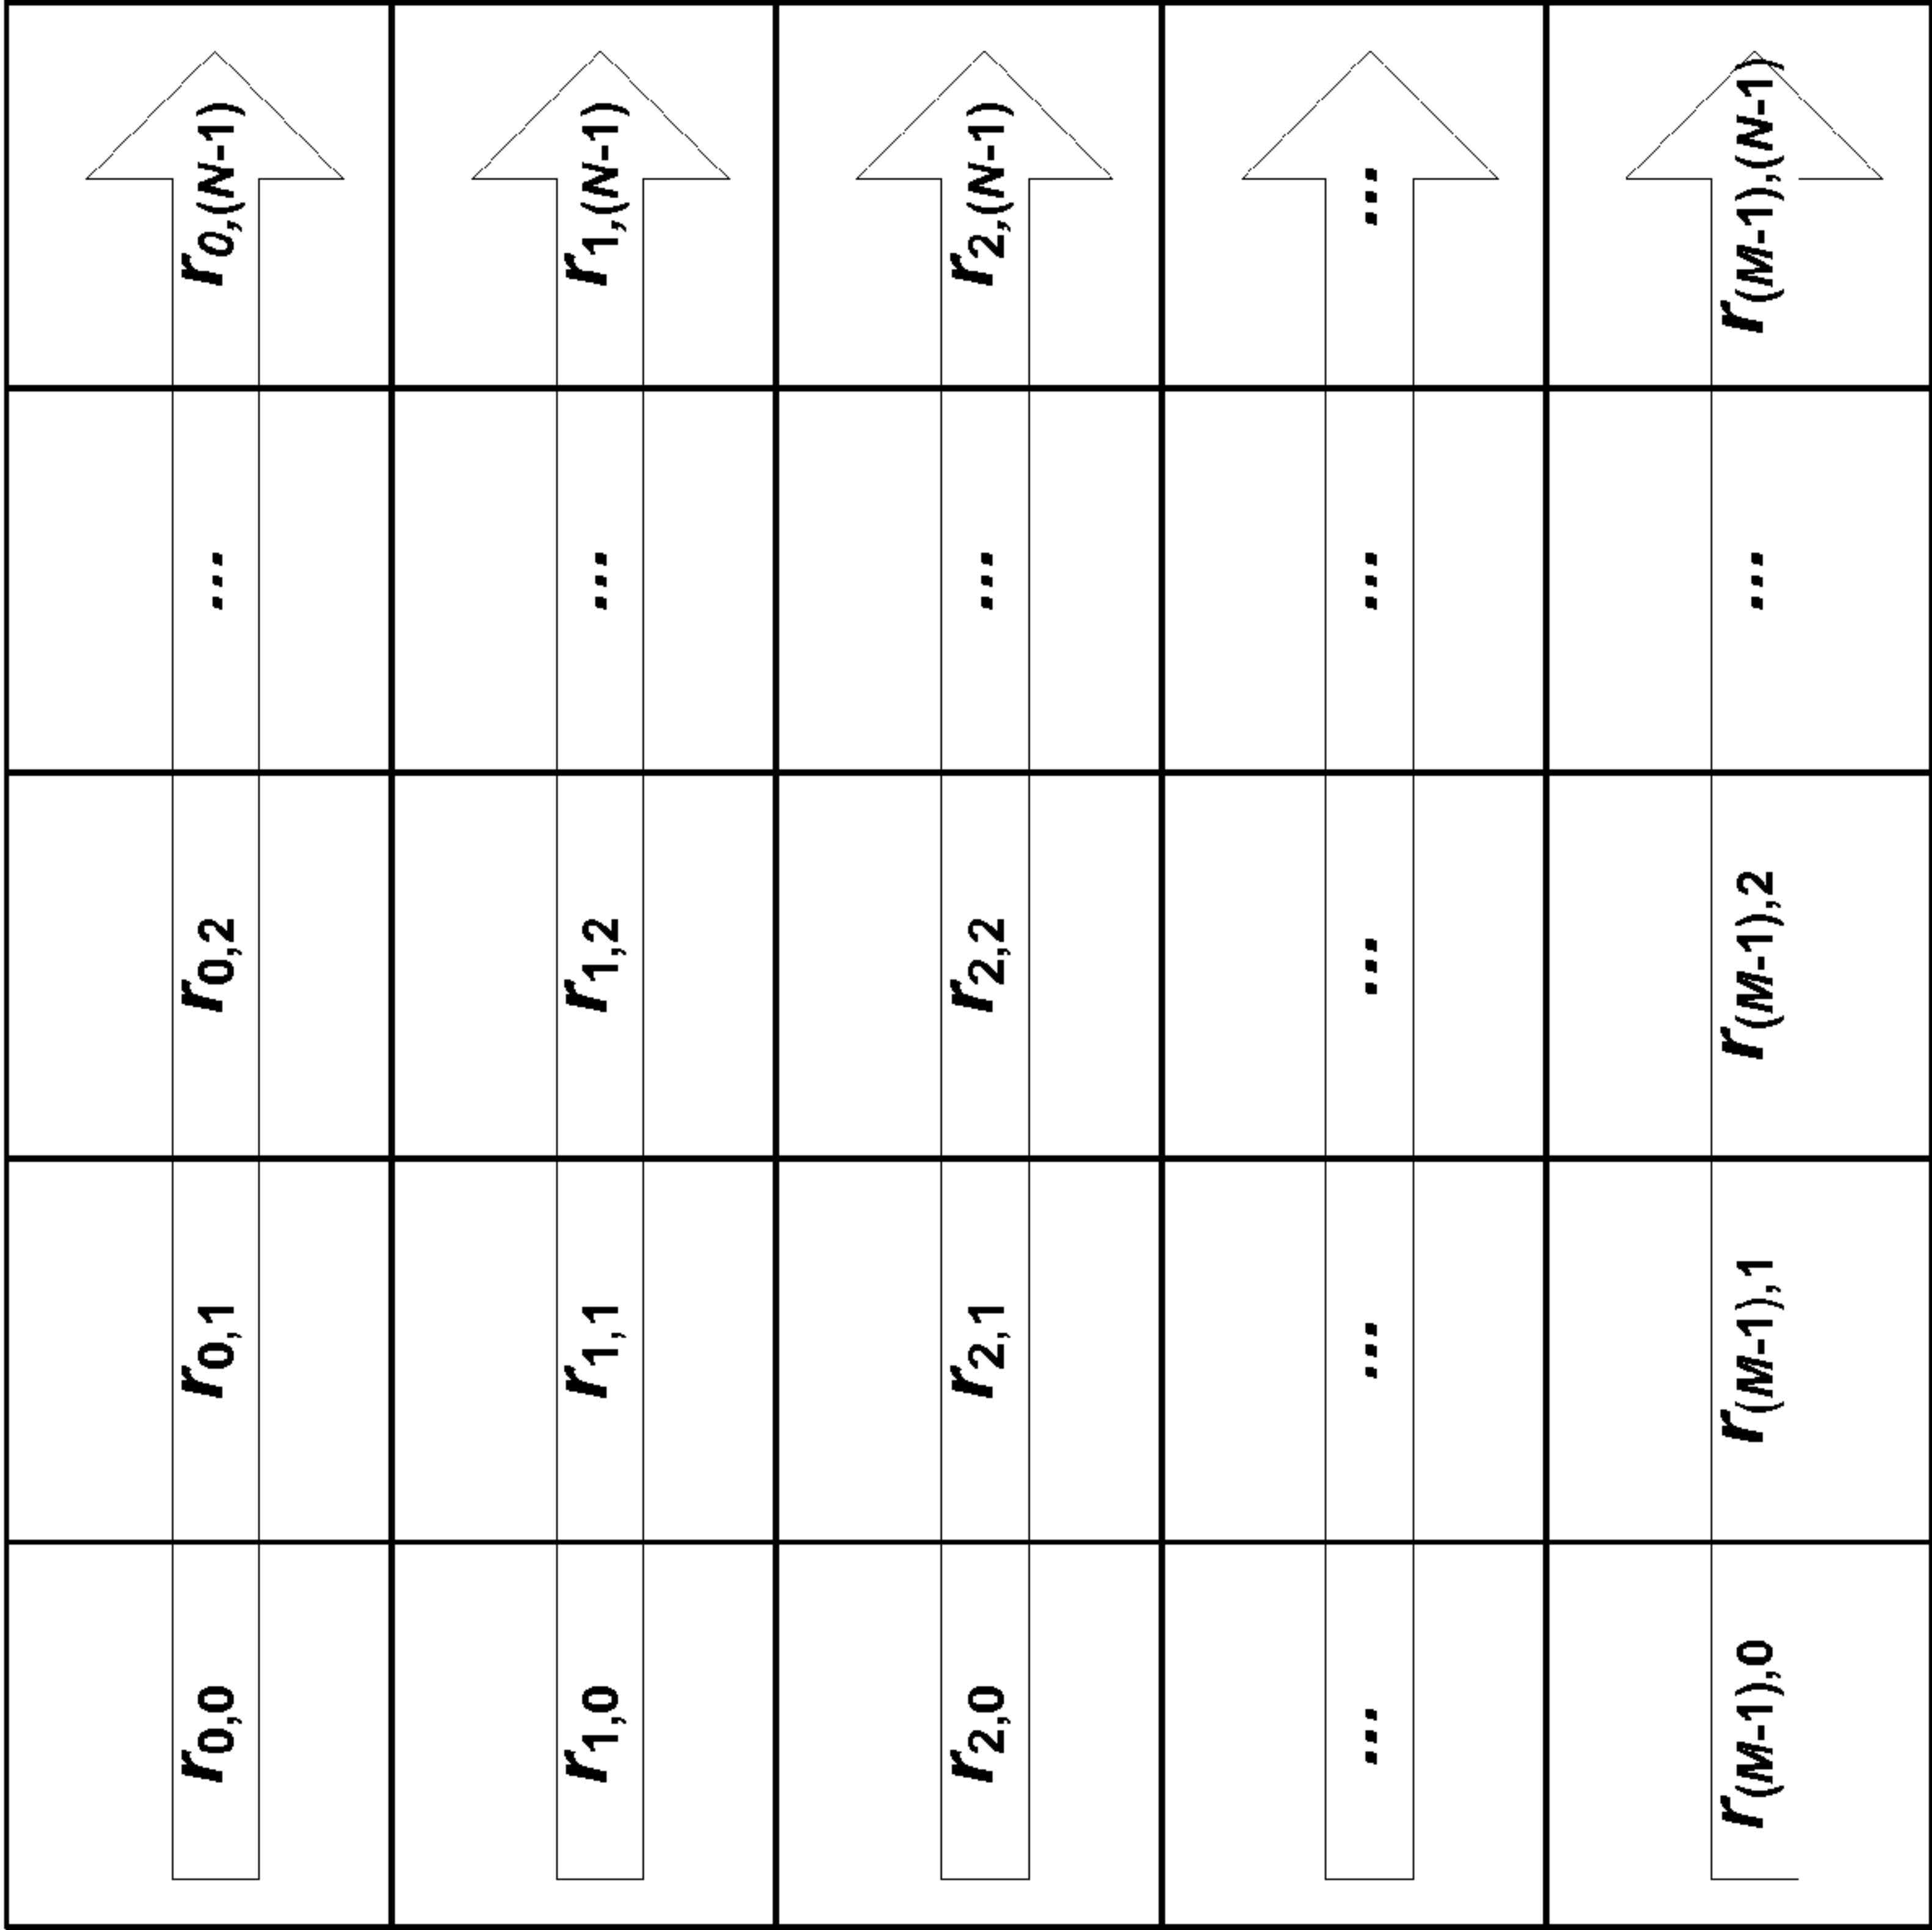 r0,0 r0,1 r0,2 ... r0,(N-1)
r1,0 r1,1 r1,2 ... r1,(N-1)
r2,0 r2,1 r2,2 ... r2,(N-1)
... ... ... ... ...
r(M-1),0 r(M-1),1 r(M-1),2 ... r(M-1),(N-1)